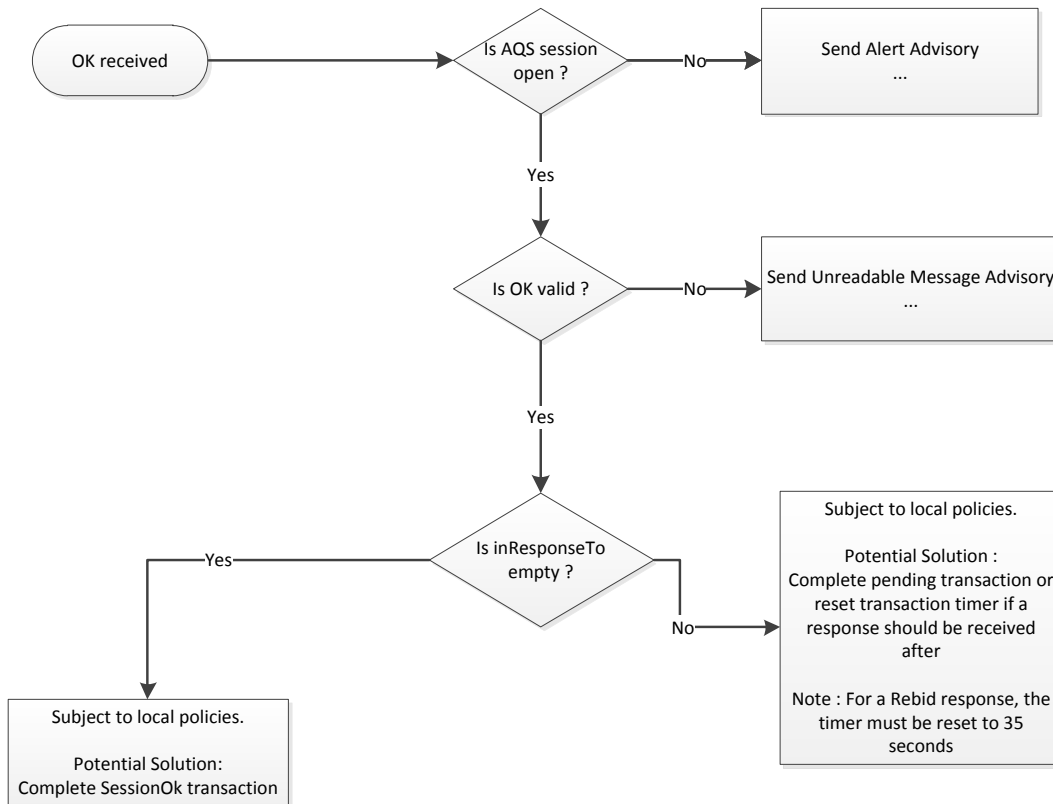 OK received
Is AQS session
open ?
No
Send Alert Advisory
...
Yes
Is OK valid ?
No
Send Unreadable Message Advisory
...
Yes
Is inResponseTo
empty ?
Yes
No
Subject to local policies.
Potential Solution :
Complete pending transaction or
reset transaction timer if a
response should be received
after
Note : For a Rebid response, the
timer must be reset to 35
seconds
Subject to local policies.
Potential Solution:
Complete SessionOk transaction